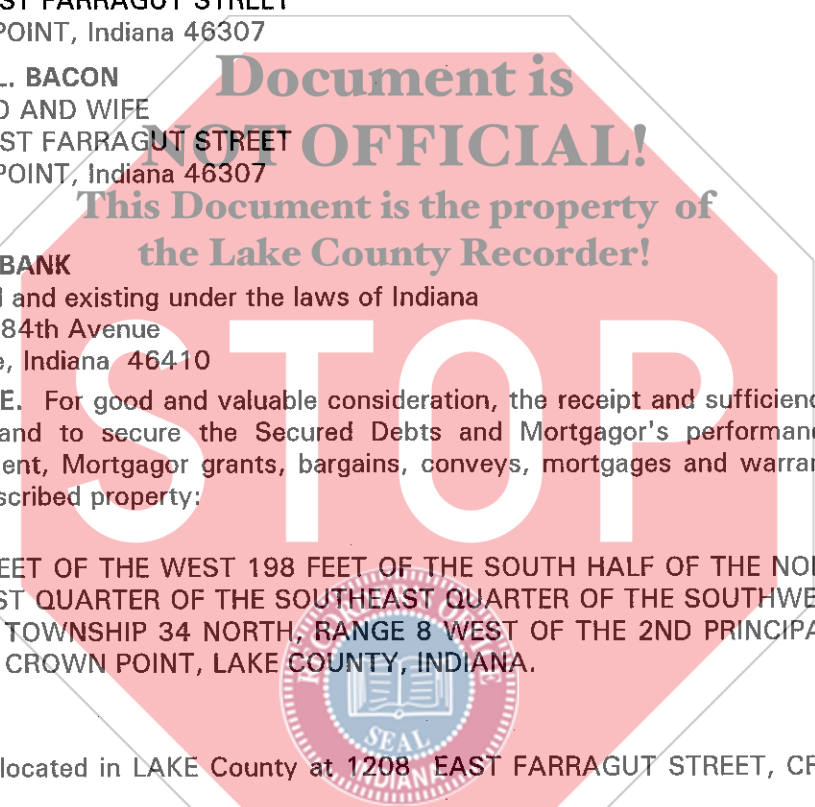 ST FARRAGUT STREET
POINT, Indiana 46307
L. BACON
Document is
D AND WIFE
ST FARRAGUT STREET
NOT OFFICIAL!
POINT, Indiana 46307
This Document is the property of
the Lake County Recorder!
BANK
and existing under the laws of Indiana
84th Avenue
, Indiana 46410
STOP
E. For good and valuable consideration, the receipt and sufficienc
and to secure the Secured Debts and Mortgagor's performanc
ent, Mortgagor grants, bargains, conveys, mortgages and warran
scribed property:
EET OF THE WEST 198 FEET OF THE SOUTH HALF OF THE NO
ST QUARTER OF THE SOUTHEAST QUARTER OF THE SOUTHWE
TOWNSHIP 34 NORTH, RANGE 8 WEST OF THE 2ND PRINCIPA
CROWN POINT, LAKE COUNTY, INDIANA.
SEAL
INDIANA
located in LAKE County at 1208 EAST FARRAGUT STREET, C